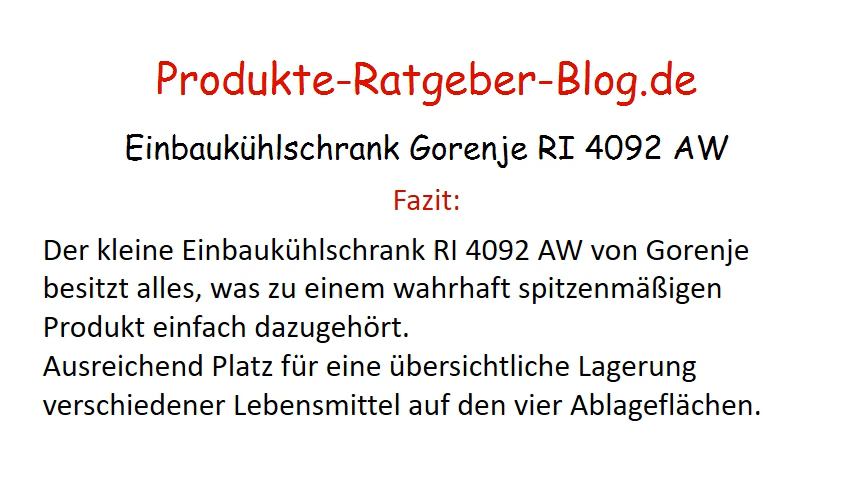 Produkte-Ratgeber-Blog.de
Einbaukühlschrank Gorenje RI 4092 AW
Fazit:
Der kleine Einbaukühlschrank RI 4092 AW von Gorenje
besitzt alles, was zu einem wahrhaft spitzenmäßigen
Produkt einfach dazugehört.
Ausreichend Platz für eine übersichtliche Lagerung
verschiedener Lebensmittel auf den vier Ablageflächen.